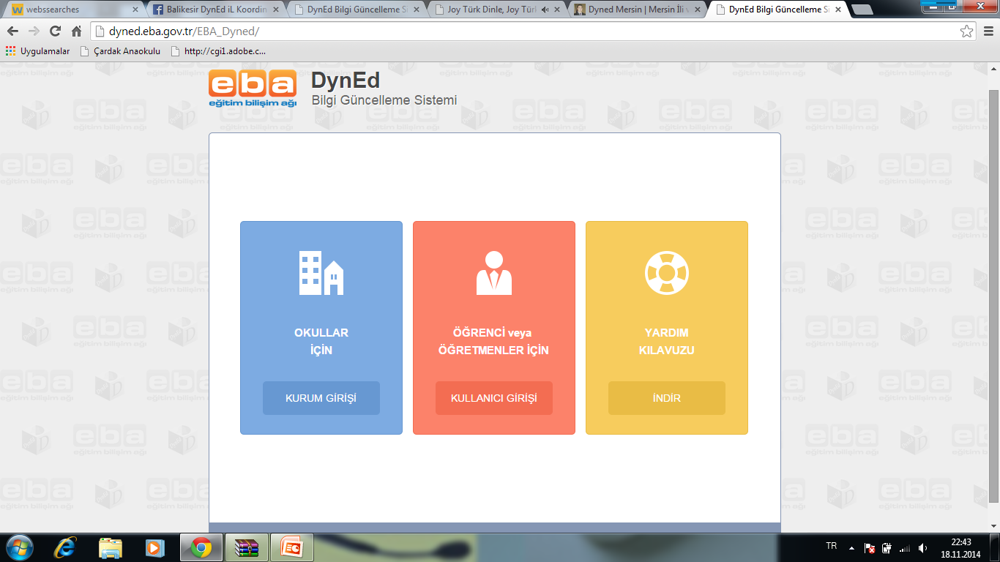 webssearches
Balikesir DynEd iL Koordin
DynEd Bilgi Güncelleme S
Joy Türk Dinle, Joy Türl
Dyned Mersin | Mersin İli v
DynEd Bilgi Güncelleme Si
dyned.eba.gov.tr/EBA_Dyned/
Uygulamalar
Çardak Anaokulu
http://cgi1.adobe.c...
eba
eğitim bilişim ağı
DynEd
Bilgi Güncelleme Sistemi
OKULLAR
İÇİN
KURUM GİRİŞİ
ÖĞRENCİ veya
ÖĞRETMENLER İÇİN
KULLANICI GİRİŞİ
YARDIM
KILAVUZU
İNDİR
TR
22:43
18.11.2014